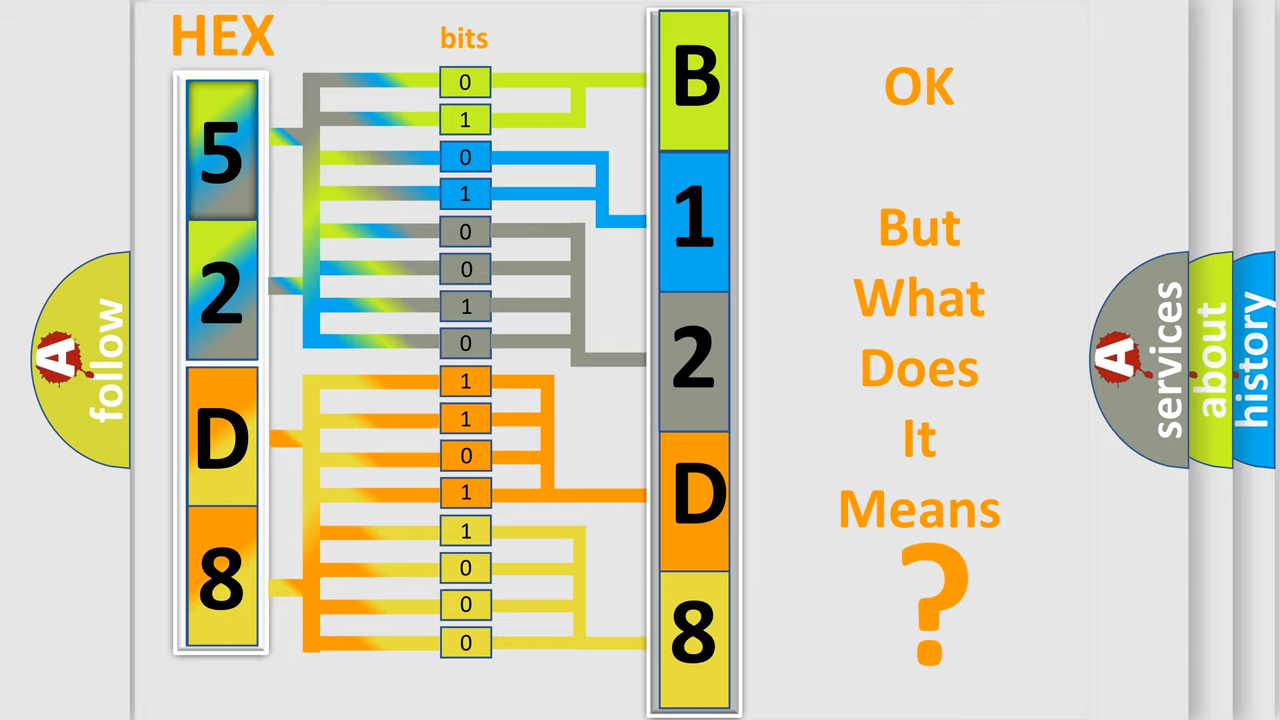 HEX
bits
5
2
D
8
0
1
0
1
0
0
1
0
1
1
0
1
1
0
0
0
B
1
2
D
8
OK
But
What
Does
It
Means
?
A
follow
A
services
about
history